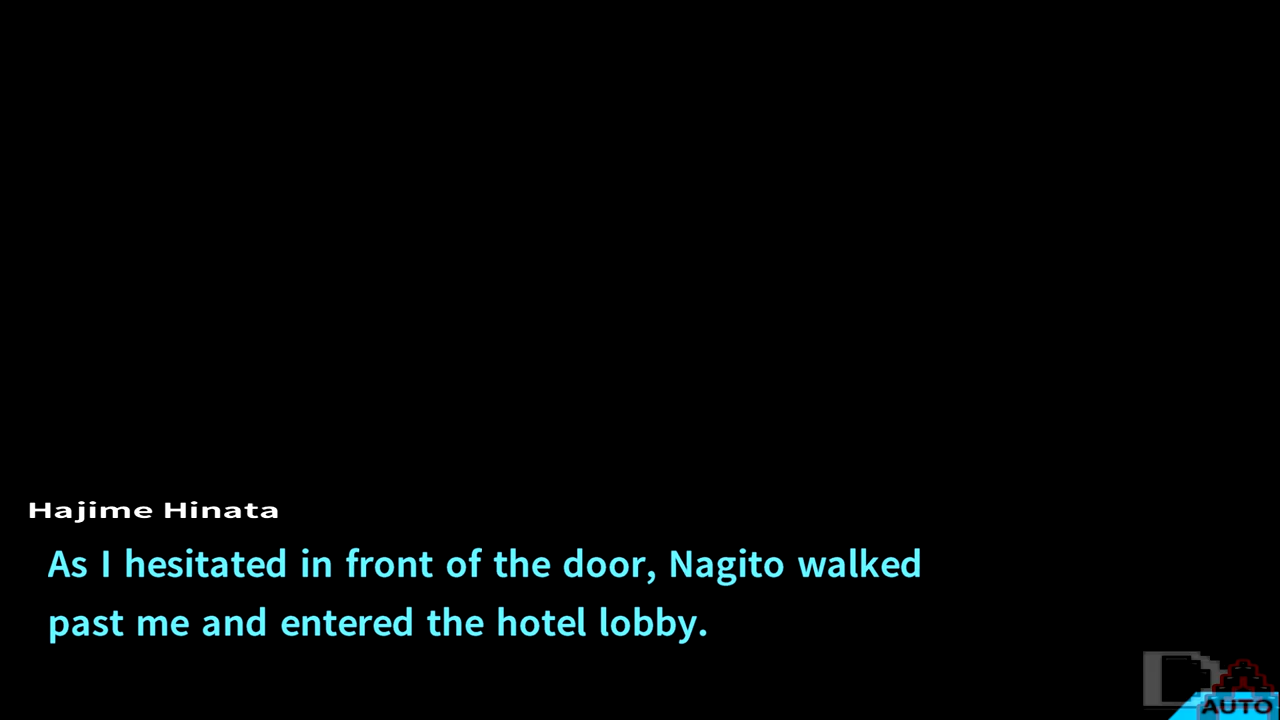 Hajime Hinata
As I hesitated in front of the door, Nagito walked
past me and entered the hotel lobby.
AUTO